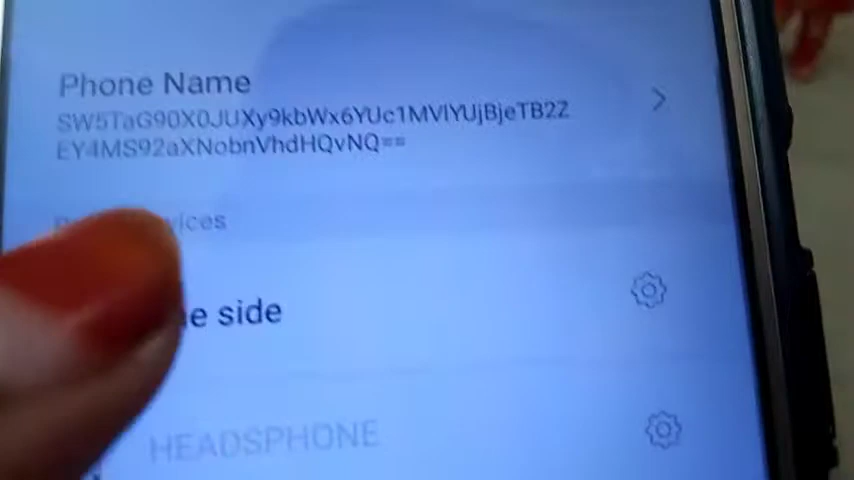 Phone Name
SW5TaG90X0JUXy9kbWx6YUc1MVlYUjBjeTB2Z
EY4MS92aXNobnVhdHQvNQ==
side
HEADSPHONE